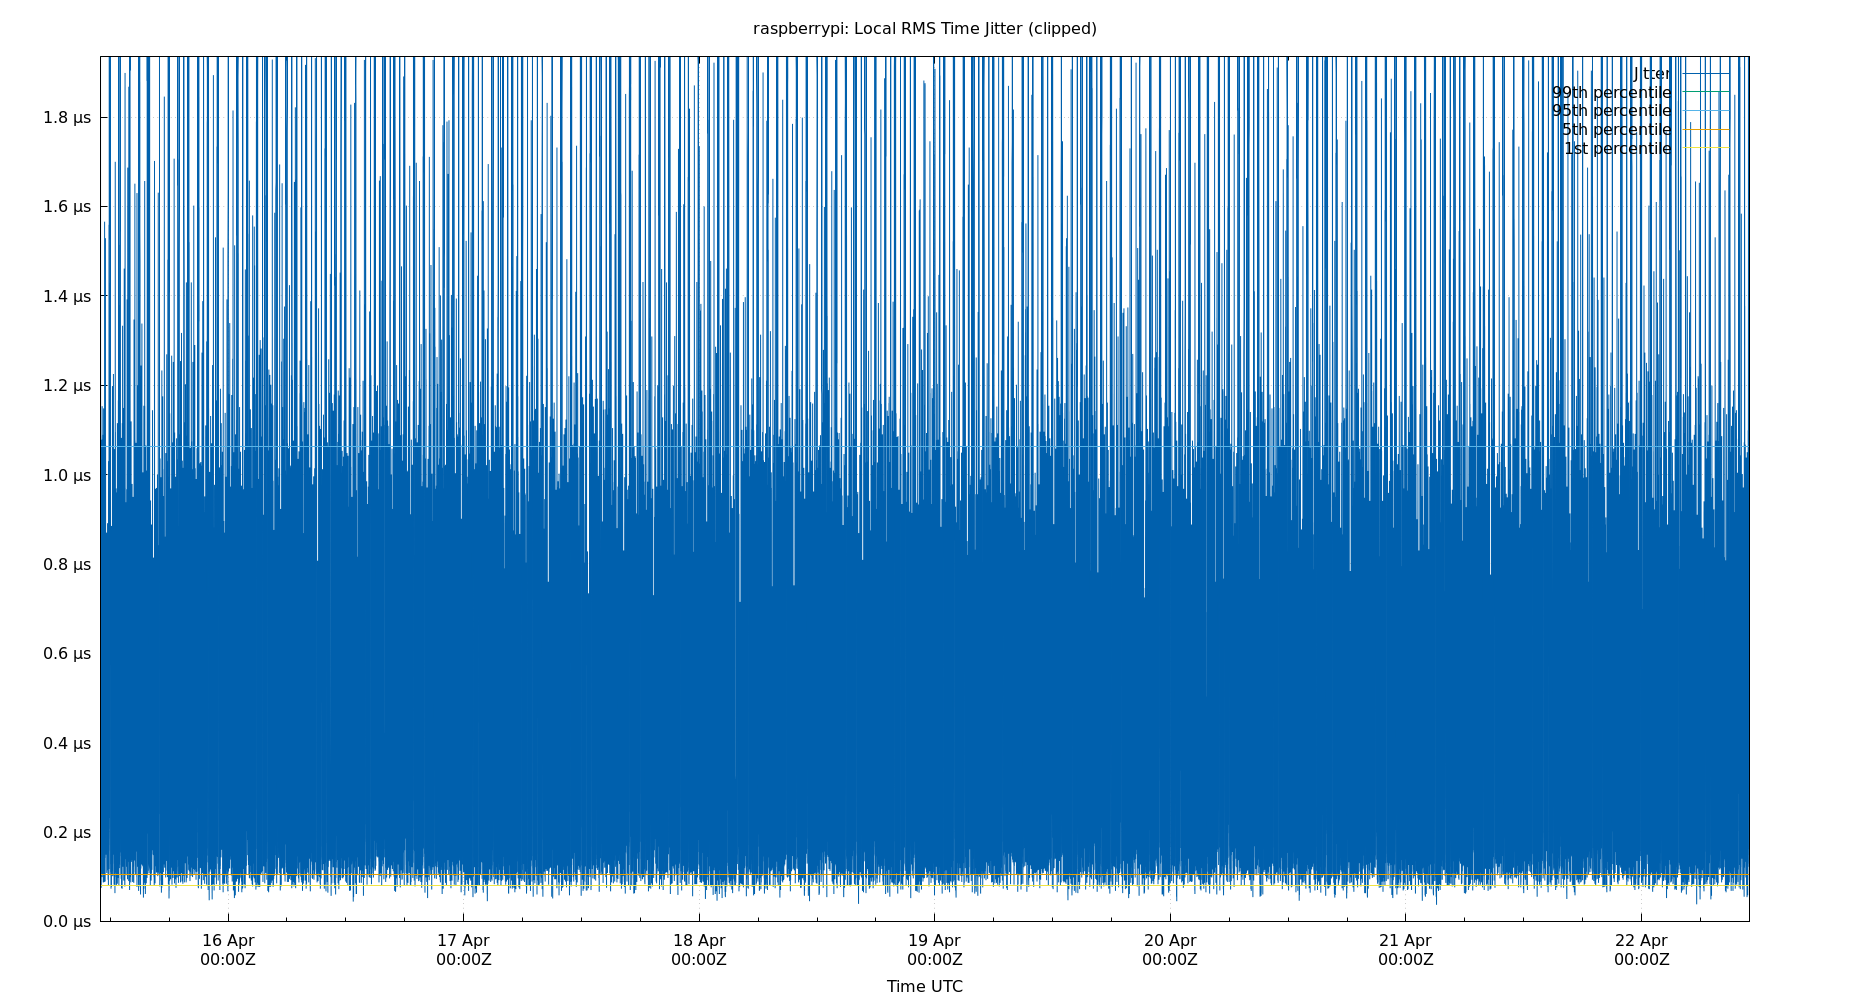 raspberrypi: Local RMS Time Jitter (clipped)
Jitter
99th percentile
95th percentile
5th percentile
1st percentile
1.8 µs
1.6 µs
1.4 µs
1.2 µs
1.0 µs
0.8 µs
0.6 µs
0.4 µs
0.2 µs
0.0 µs
16 Apr 17 Apr 18 Apr 19 Apr 20 Apr 21 Apr 22 Apr
00:00Z 00:00Z 00:00Z 00:00Z 00:00Z 00:00Z 00:00Z
Time UTC